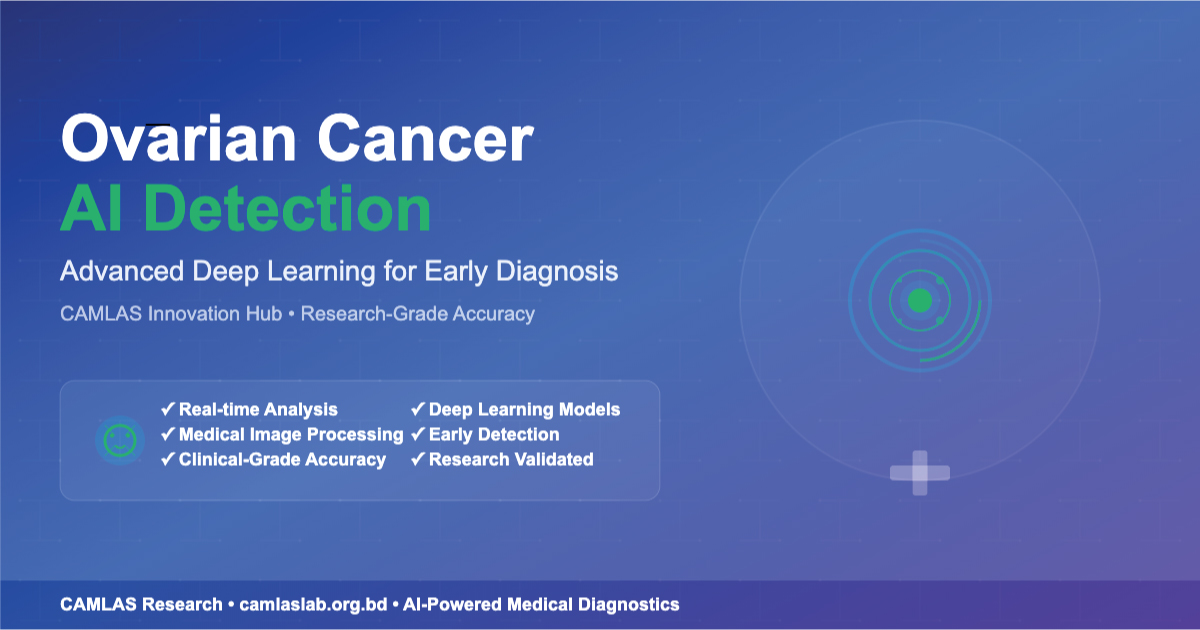 Ovarian Cancer
AI Detection
Advanced Deep Learning for Early Diagnosis
CAMLAS Innovation Hub • Research-Grade Accuracy
✓ Real-time Analysis
✓ Medical Image Processing
✓ Clinical-Grade Accuracy
✓ Deep Learning Models
✓ Early Detection
✓ Research Validated
CAMLAS Research • camlaslab.org.bd • AI-Powered Medical Diagnostics